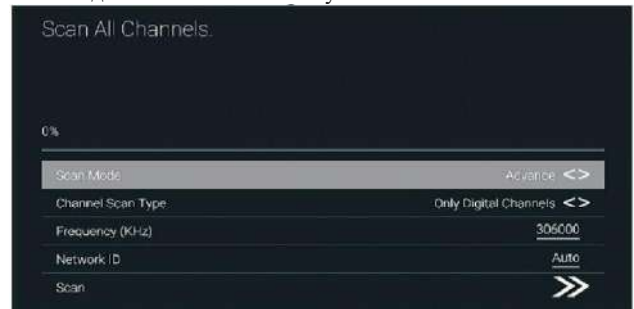 Scan All Channels.
0%
Scan Mode Advance <>
Channel Scan Type Only Digital Channels <>
Frequency (KHz) 306000
Network ID Auto
Scan